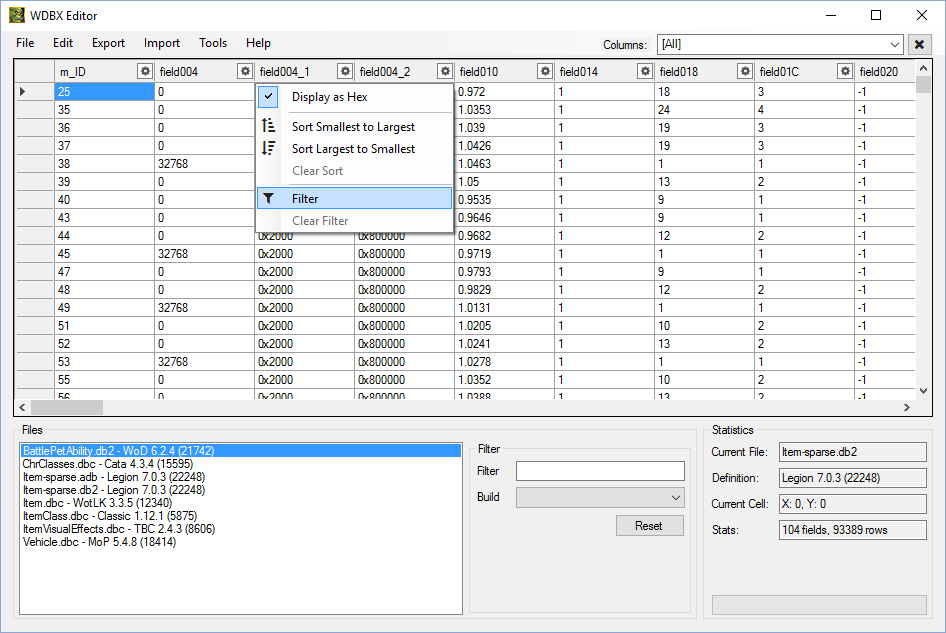 WDBX Editor
File Edit Export Import Tools Help Columns: [All]
m_ID field004 field004_1 field004_2 field010 field014 field018 field01C field020
25 0 0.972 1 18 3 -1
35 0 1.0353 1 24 4 -1
36 0 1.039 1 19 3 -1
37 0 1.0426 1 19 3 -1
38 32768 1.0463 1 1 1 -1
39 0 1.05 1 13 2 -1
40 0 0.9535 1 9 1 -1
43 0 0.9646 1 9 1 -1
44 0 0x2000 0x800000 0.9682 12 2 -1
45 32768 0x2000 0x800000 0.9719 1 1 1 -1
47 0 0x2000 0x800000 0.9793 1 9 1 -1
48 0 0x2000 0x800000 0.9829 1 12 2 -1
49 32768 0x2000 0x800000 1.0131 1 1 1 -1
51 0 0x2000 0x800000 1.0205 1 10 2 -1
52 0 0x2000 0x800000 1.0241 1 13 2 -1
53 32768 0x2000 0x800000 1.0278 1 1 1 -1
55 0 0x2000 0x800000 1.0352 1 10 2 -1
56 0 0x2000 0x800000 1.0388 1 13 2 -1
Display as Hex
Sort Smallest to Largest
Sort Largest to Smallest
Clear Sort
Filter
Clear Filter
Files
BattlePetAbility.db2 - WoD 6.2.4 (21742)
ChrClasses.dbc - Cata 4.3.4 (15595)
Item-sparse.adb - Legion 7.0.3 (22248)
Item-sparse.db2 - Legion 7.0.3 (22248)
Item.dbc - WotLK 3.3.5 (12340)
ItemClass.dbc - Classic 1.12.1 (5875)
ItemVisualEffects.dbc - TBC 2.4.3 (8606)
Vehicle.dbc - MoP 5.4.8 (18414)
Filter
Filter
Build
Reset
Statistics
Current File: Item-sparse.db2
Definition: Legion 7.0.3 (22248)
Current Cell: X: 0, Y: 0
Stats: 104 fields, 93389 rows